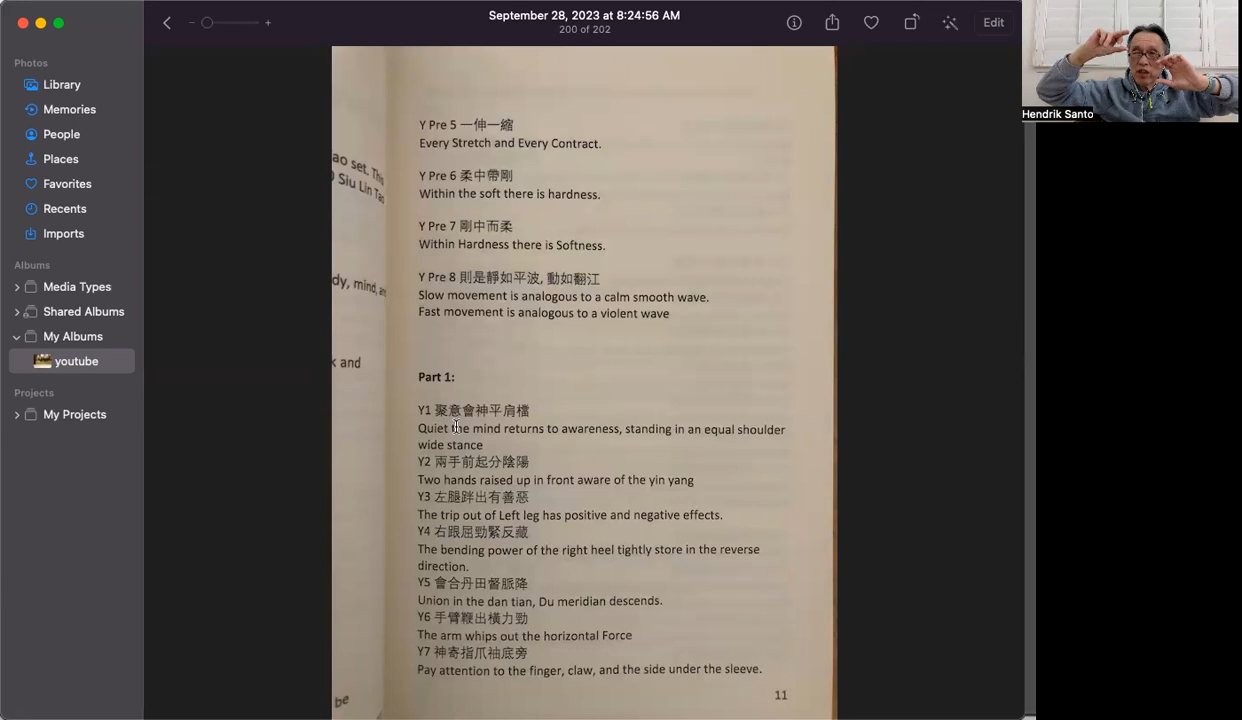 September 28, 2023 at 8:24:56 AM
200 of 202
Edit
Photos
Library
Memories
People
Places
Favorites
Recents
Imports
Albums
Media Types
Shared Albums
My Albums
youtube
Projects
My Projects
Hendrik Santo
ao set. This
Siu Lin Tao
dy, mind, an
k and
be
Y Pre 5 一伸一縮
Every Stretch and Every Contract.
Y Pre 6 柔中帶剛
Within the soft there is hardness.
Y Pre 7 剛中而柔
Within Hardness there is Softness.
Y Pre 8 則是靜如平波, 動如翻江
Slow movement is analogous to a calm smooth wave.
Fast movement is analogous to a violent wave
Part 1:
Y1 聚意會神平肩檔
Quiet the mind returns to awareness, standing in an equal shoulder
wide stance
Y2 兩手前起分陰陽
Two hands raised up in front aware of the yin yang
Y3 左腿跘出有善惡
The trip out of Left leg has positive and negative effects.
Y4 右跟屈勁緊反藏
The bending power of the right heel tightly store in the reverse
direction.
Y5 會合丹田督脈降
Union in the dan tian, Du meridian descends.
Y6 手臂鞭出橫力勁
The arm whips out the horizontal Force
Y7 神寄指爪袖底旁
Pay attention to the finger, claw, and the side under the sleeve.
11